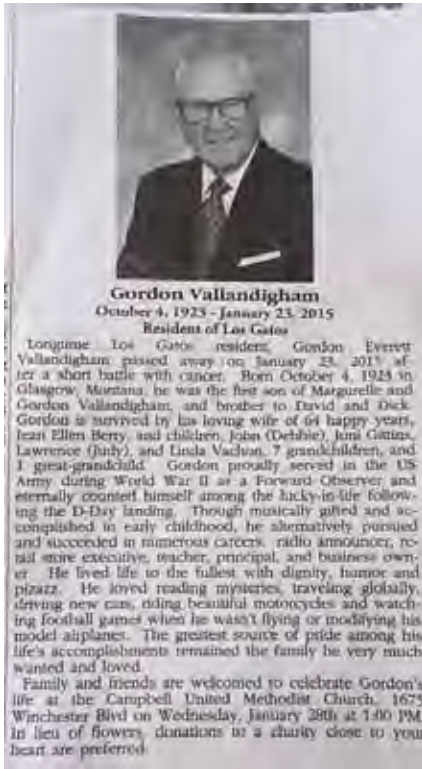 Gordon Vallandigham
October 4, 1923 - January 23, 2015
Resident of Los Gatos
Longtime Los Gatos resident, Gordon Everett
Vallandigham passed away on January 23, 2015 af-
ter a short battle with cancer. Born October 4, 1923 in
Glasgow, Montana, he was the first son of Margurelle and
Gordon Vallandigham, and brother to David and Dick.
Gordon is survived by his loving wife of 64 happy years,
Jean Ellen Berry, and children, John (Debbie), Juni
Lawrence (Judy), and Linda Vachon, 7 grandchildren, and
1 great-grandchild. Gordon proudly served in the US
Army during World War II as a Forward Observer and
eternally counted himself among the lucky-in-life follow-
ing the D-Day landing. Though musically gifted and ac-
complished in early childhood, he alternatively pursued
and succeeded in numerous careers: radio announcer, re-
tail store executive, teacher, principal, and business own-
er. He lived life to the fullest with dignity, humor and
pizazz. He loved reading mysteries, traveling globally,
driving new cars, riding beautiful motorcycles and watch-
ing football games when he wasn't flying or modifying his
model airplanes. The greatest source of pride among his
life's accomplishments remained the family he very much
wanted and loved.
Family and friends are welcomed to celebrate Gordon's
life at the Campbell United Methodist Church, 1675
Winchester Blvd on Wednesday, January 28th at 1:00 PM.
In lieu of flowers, donations to a charity close to your
heart are preferred.